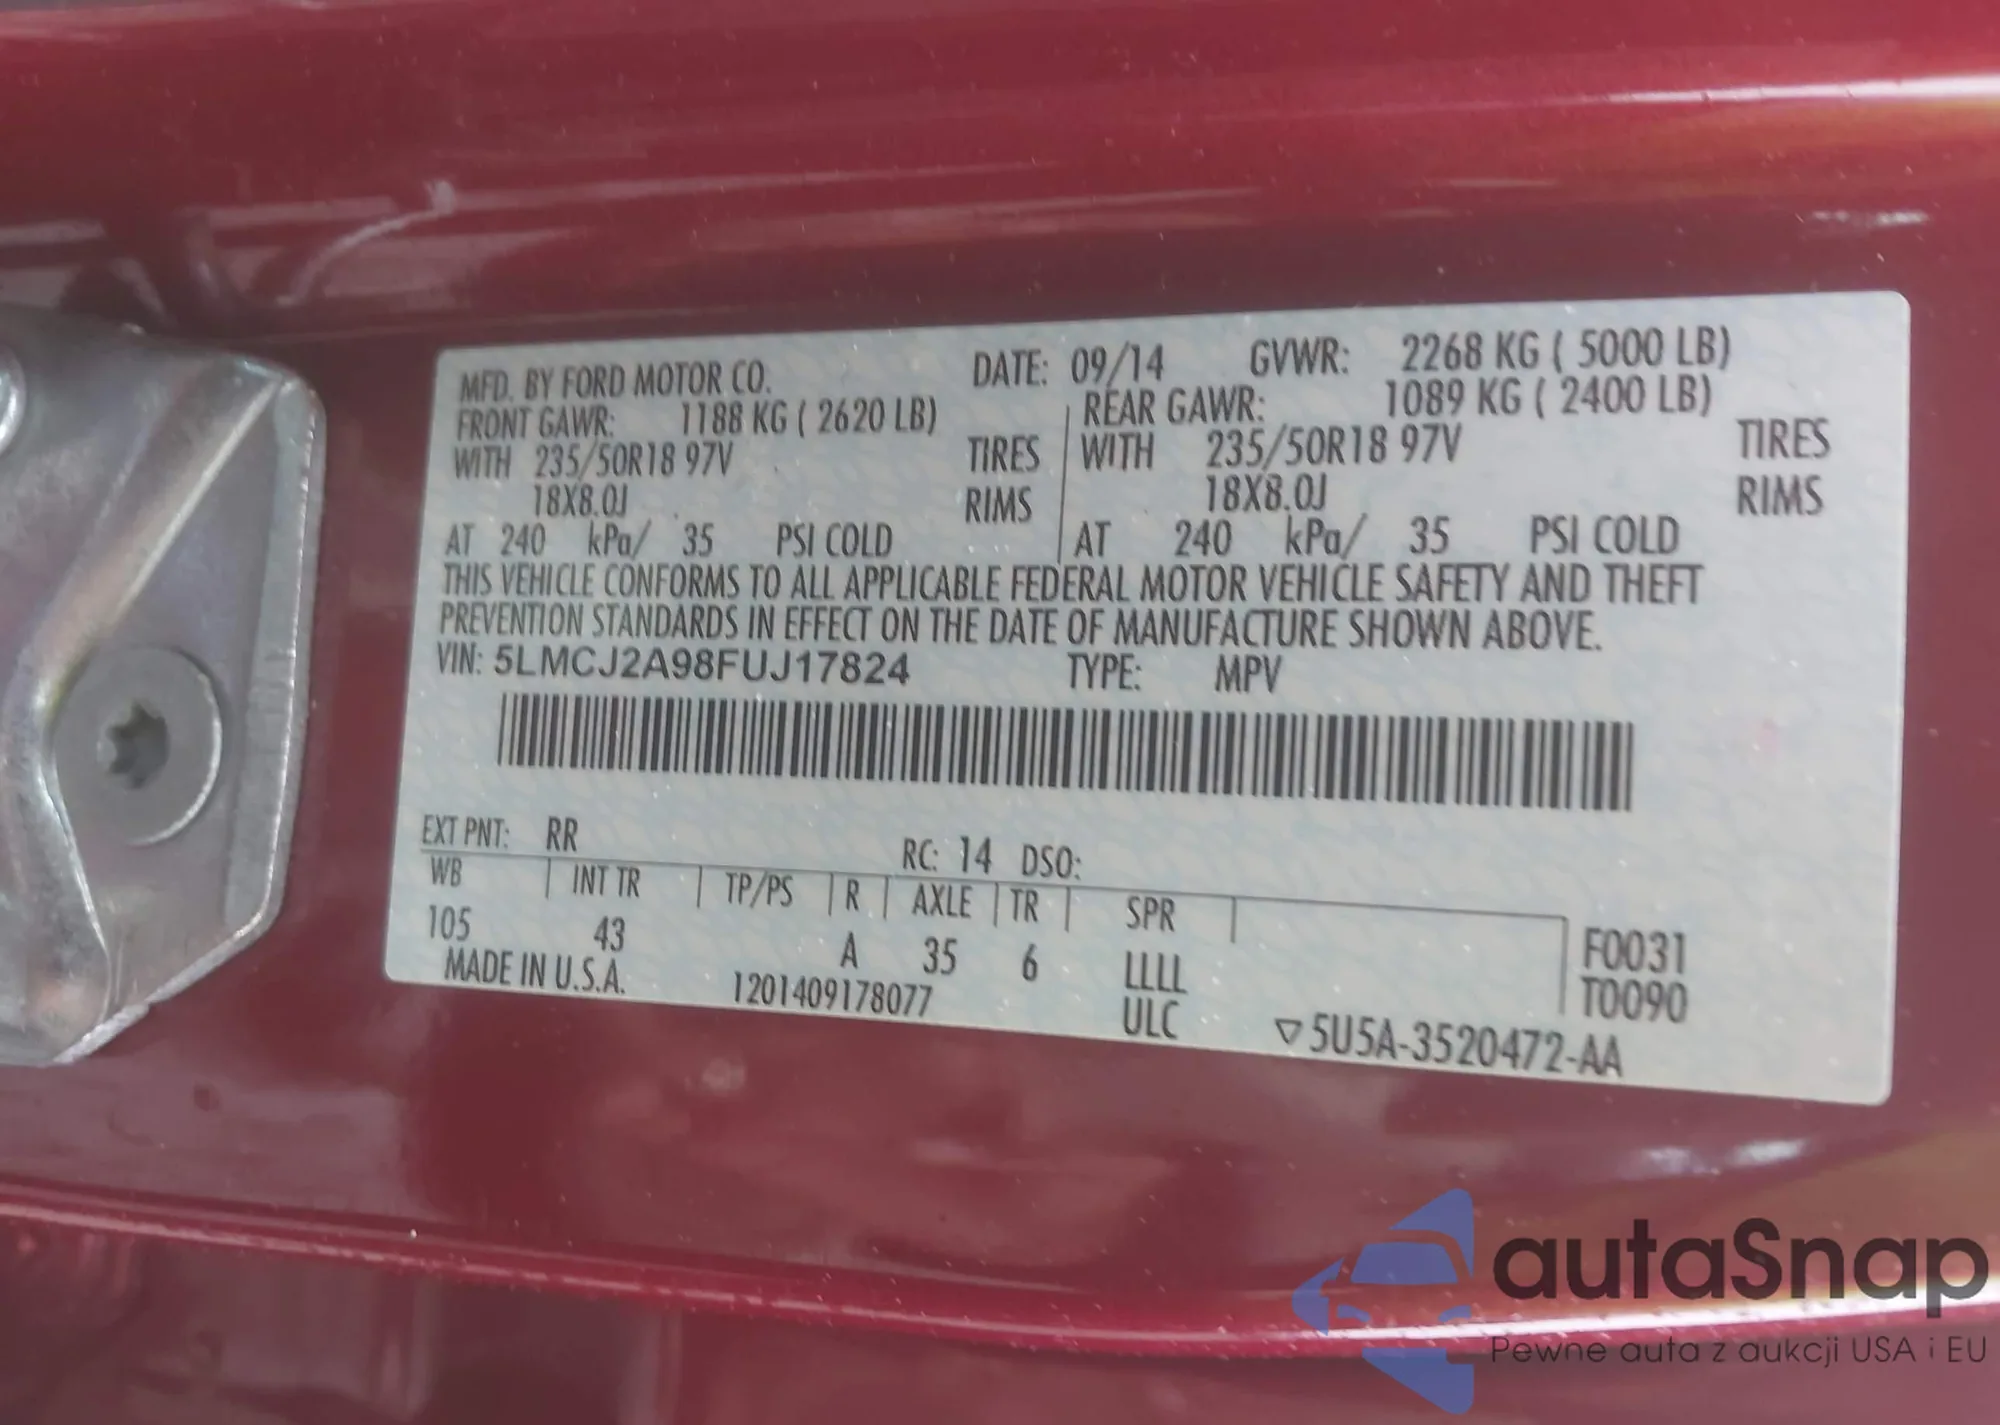 MFD. BY FORD MOTOR CO. DATE: 09/14 GVWR: 2268 KG ( 5000 LB)
FRONT GAWR: 1188 KG ( 2620 LB) REAR GAWR: 1089 KG ( 2400 LB)
WITH 235/50R18 97V TIRES WITH 235/50R18 97V TIRES
18X8.0J RIMS 18X8.0J RIMS
AT 240 kPa/ 35 PSI COLD AT 240 kPa/ 35 PSI COLD
THIS VEHICLE CONFORMS TO ALL APPLICABLE FEDERAL MOTOR VEHICLE SAFETY AND THEFT
PREVENTION STANDARDS IN EFFECT ON THE DATE OF MANUFACTURE SHOWN ABOVE.
VIN: 5LMCJ2A98FUJ17824 TYPE: MPV
EXT PNT: RR RC: 14 DSO:
WB INT TR TP/PS R AXLE TR SPR
105 43 A 35 6 LLLL F0031
MADE IN U.S.A. 1201409178077 ULC T0090
▽5U5A-3520472-AA
autaSnap
Pewne auta z aukcji USA i EU